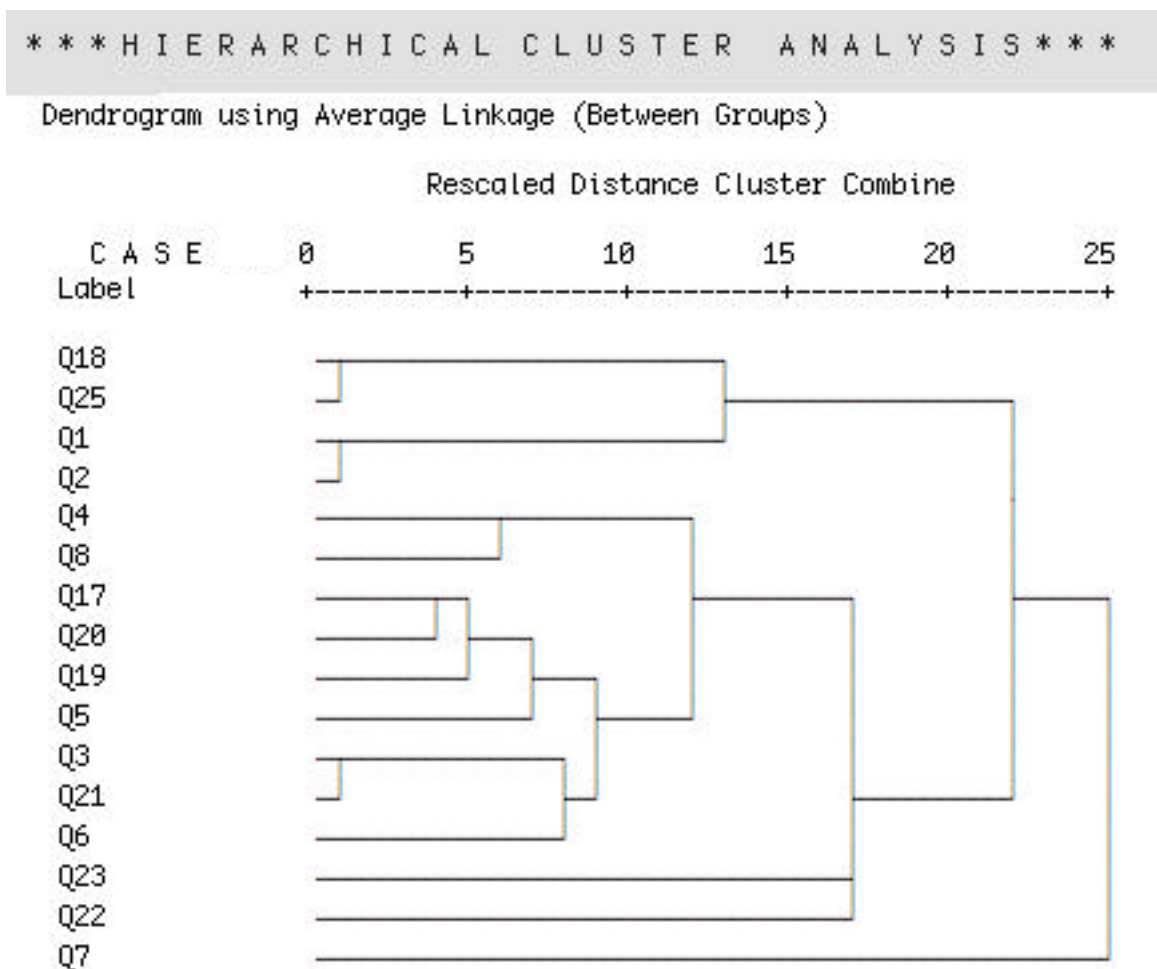 * * * H I E R A R C H I C A L   C L U S T E R   A N A L Y S I S * * *
Dendrogram using Average Linkage (Between Groups)
Rescaled Distance Cluster Combine
C A S E 0 5 10 15 20 25
Label +---------+---------+---------+---------+---------+
Q18
Q25
Q1
Q2
Q4
Q8
Q17
Q20
Q19
Q5
Q3
Q21
Q6
Q23
Q22
Q7